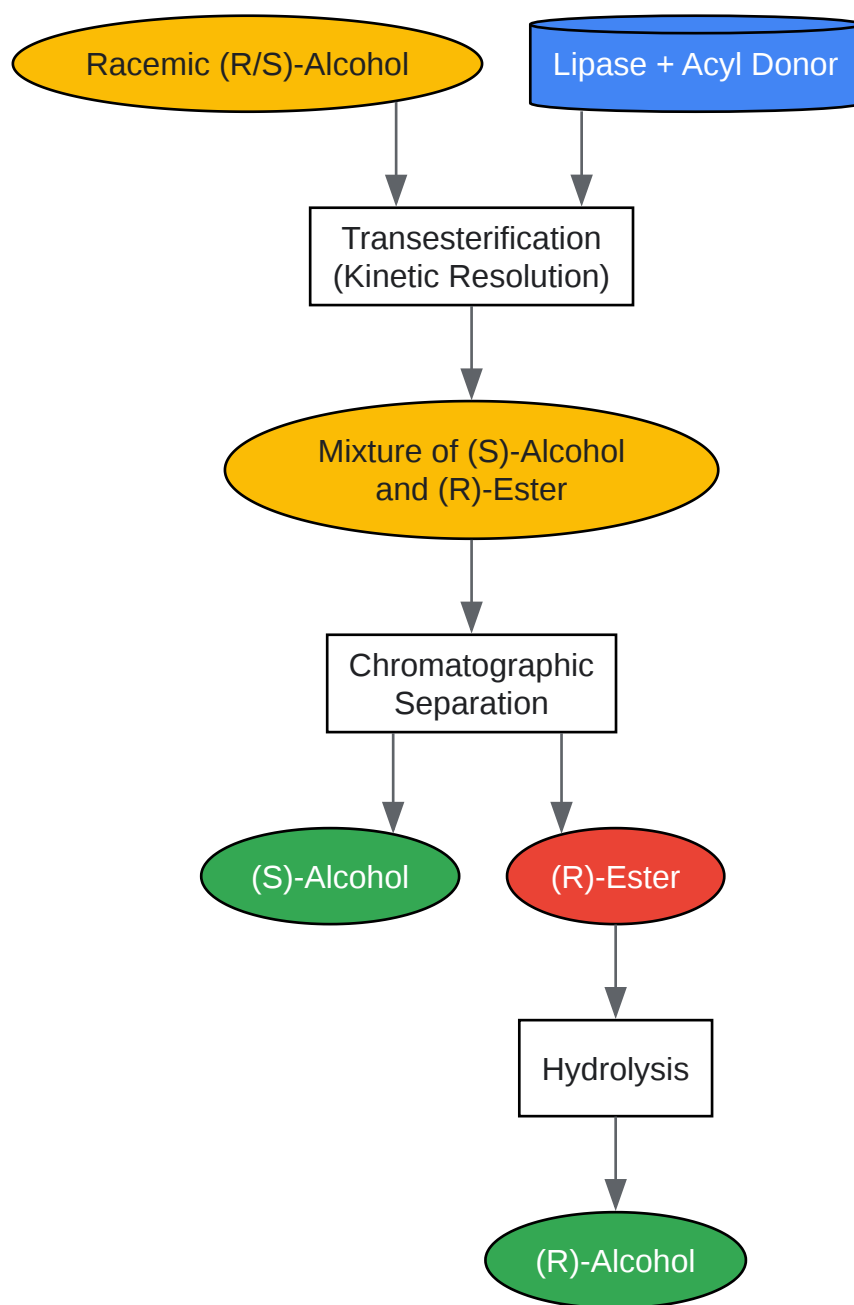 Racemic (R/S)-Alcohol
Lipase + Acyl Donor
Transesterification
(Kinetic Resolution)
Mixture of (S)-Alcohol
and (R)-Ester
Chromatographic
Separation
(S)-Alcohol
(R)-Ester
Hydrolysis
(R)-Alcohol